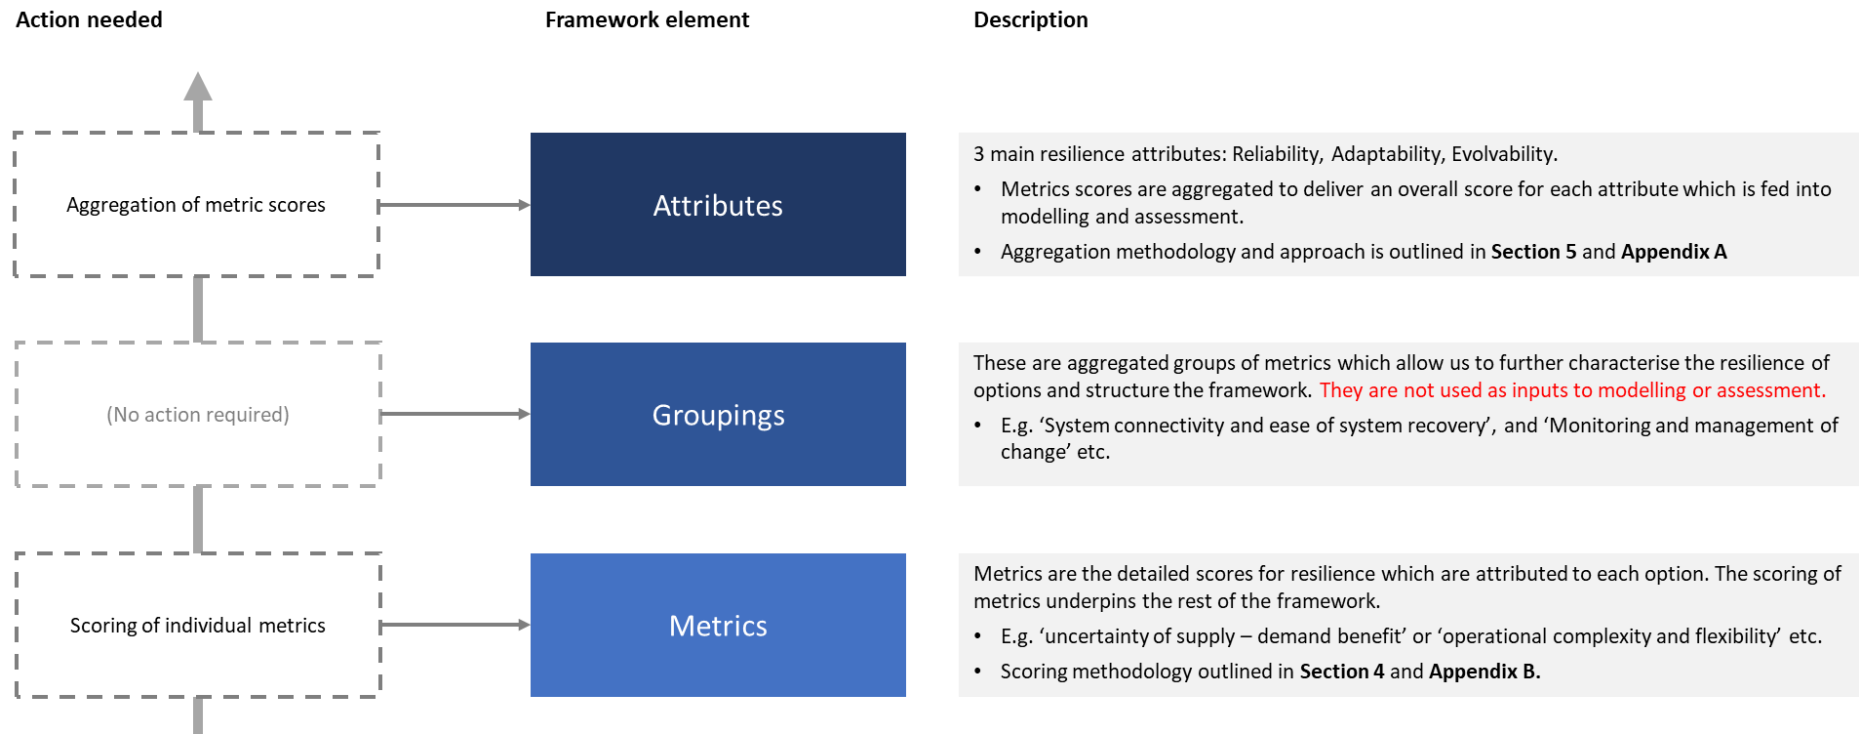 Action needed
Framework element
Description
Aggregation of metric scores
Attributes
3 main resilience attributes: Reliability, Adaptability, Evolvability.
• Metrics scores are aggregated to deliver an overall score for each attribute which is fed into
modelling and assessment.
• Aggregation methodology and approach is outlined in Section 5 and Appendix A
(No action required)
Groupings
These are aggregated groups of metrics which allow us to further characterise the resilience of
options and structure the framework. They are not used as inputs to modelling or assessment.
• E.g. ‘System connectivity and ease of system recovery’, and ‘Monitoring and management of
change’ etc.
Scoring of individual metrics
Metrics
Metrics are the detailed scores for resilience which are attributed to each option. The scoring of
metrics underpins the rest of the framework.
• E.g. ‘uncertainty of supply – demand benefit’ or ‘operational complexity and flexibility’ etc.
• Scoring methodology outlined in Section 4 and Appendix B.